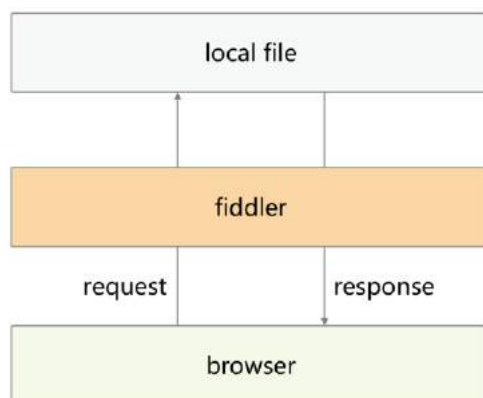 local file
fiddler
request
response
browser